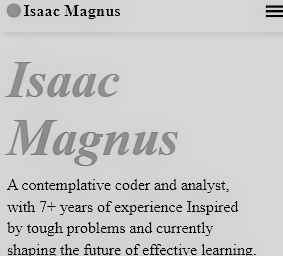 Isaac Magnus
Isaac
Magnus
A contemplative coder and analyst,
with 7+ years of experience Inspired
by tough problems and currently
shaping the future of effective learning.